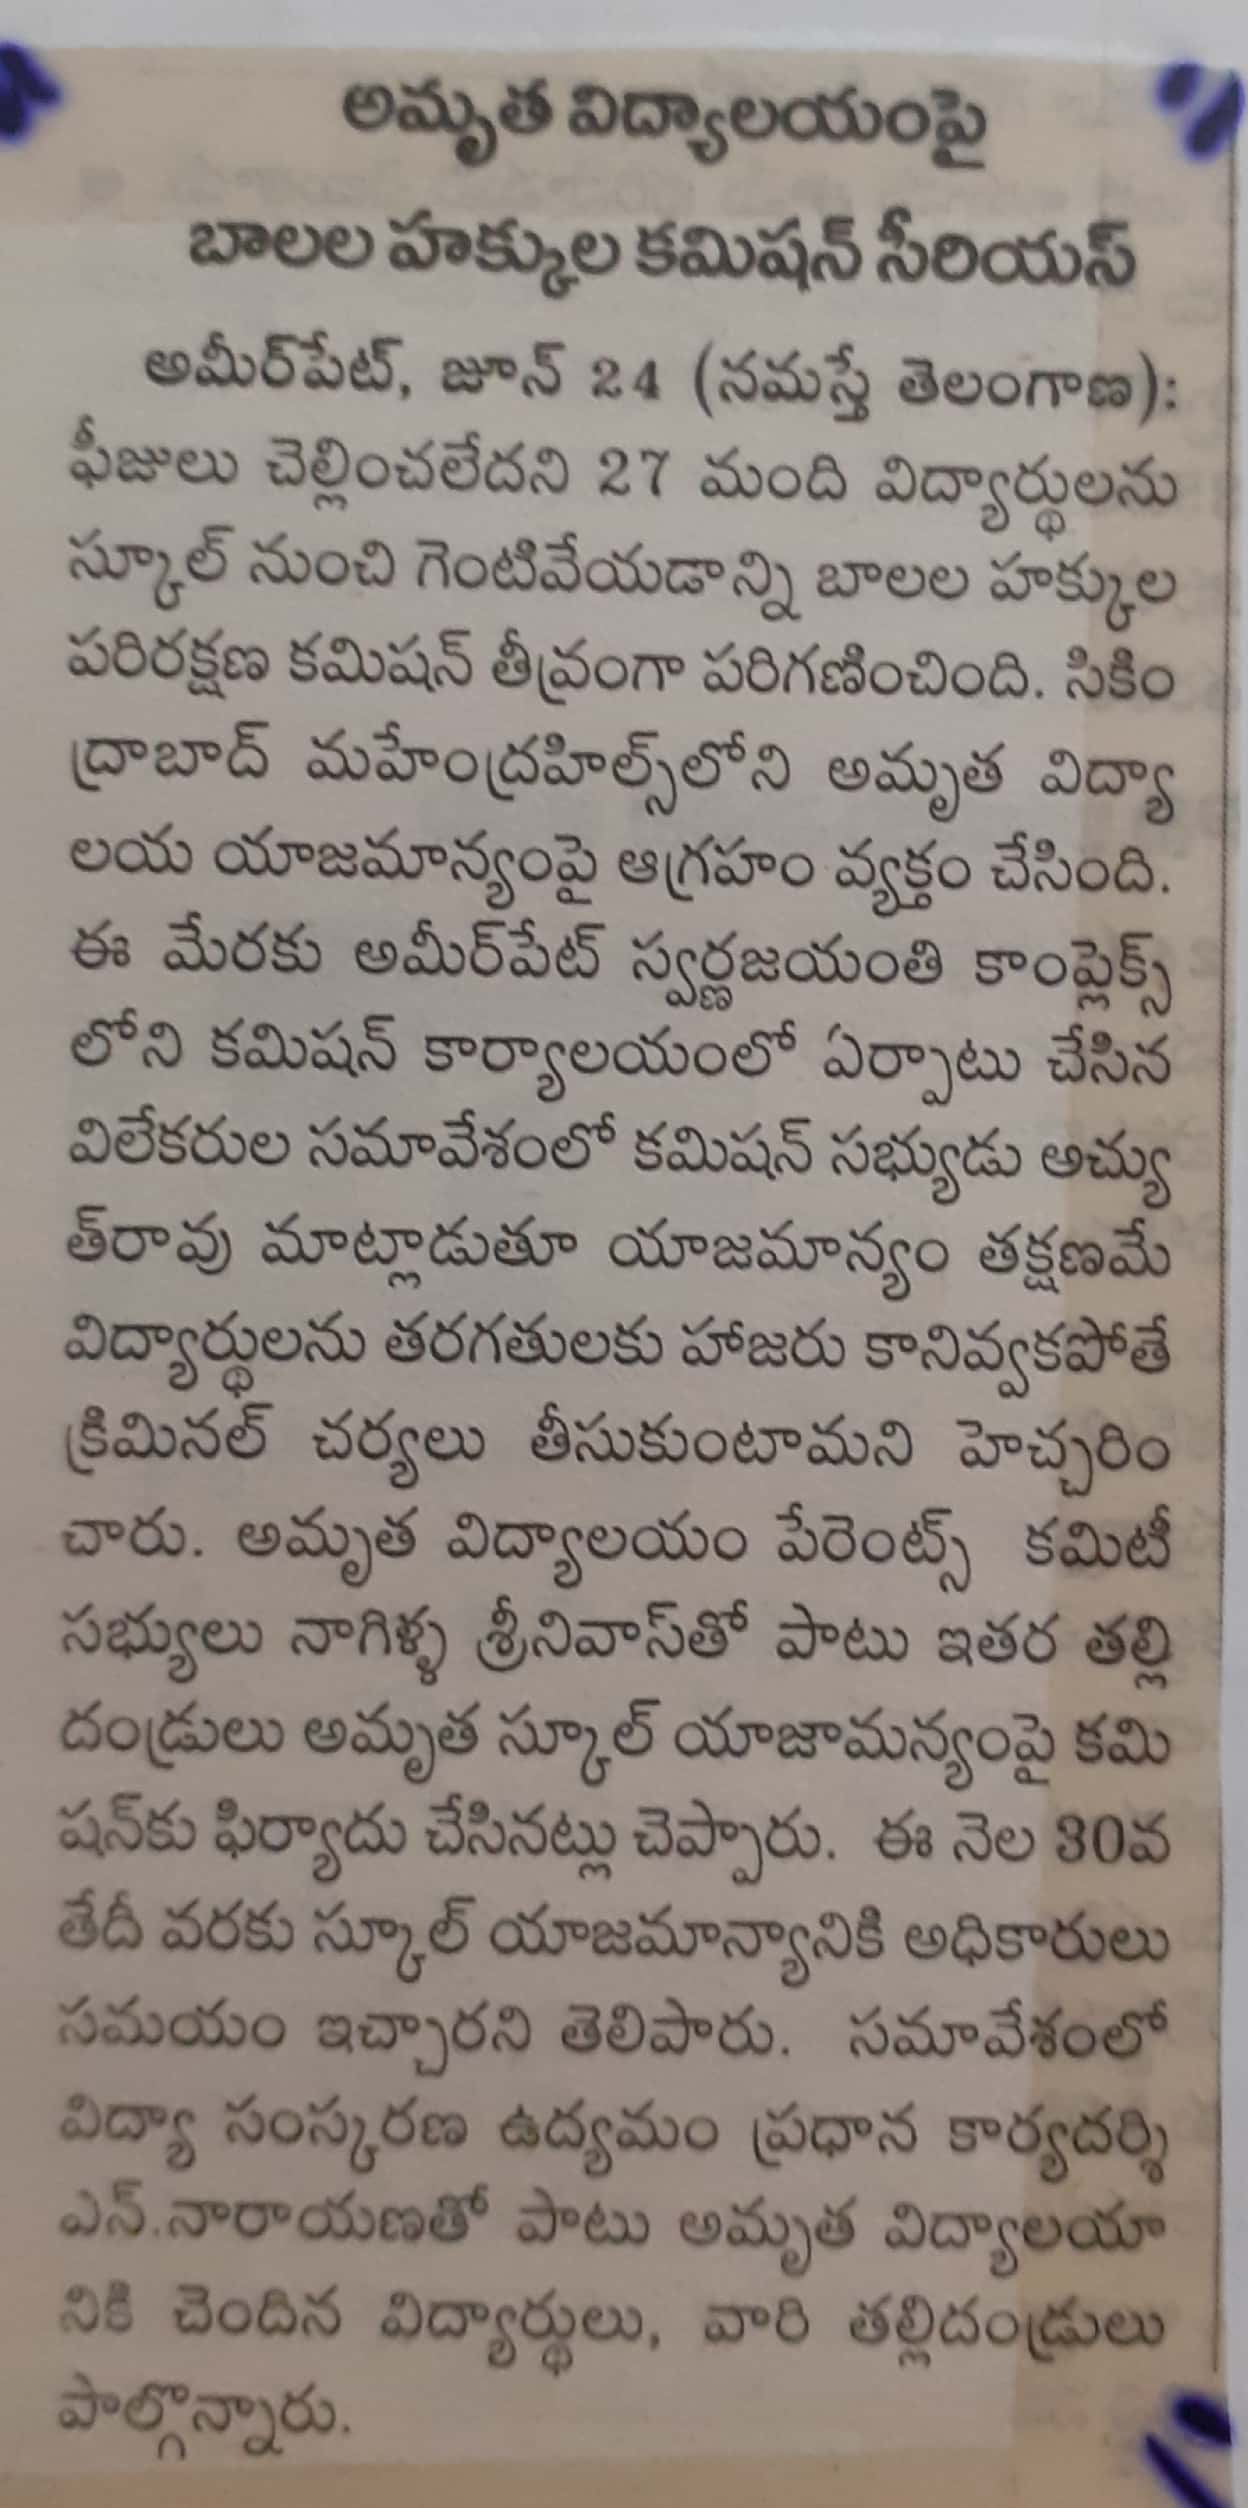 అమృత విద్యాలయంపై
బాలల హక్కుల కమిషన్ సీరియస్
అమీర్‌పేట్, జూన్ 24 (నమస్తే తెలంగాణ):
ఫీజులు చెల్లించలేదని 27 మంది విద్యార్థులను
స్కూల్ నుంచి గెంటివేయడాన్ని బాలల హక్కుల
పరిరక్షణ కమిషన్ తీవ్రంగా పరిగణించింది. సికిం
ద్రాబాద్ మహేంద్రహిల్స్‌లోని అమృత విద్యా
లయ యాజమాన్యంపై ఆగ్రహం వ్యక్తం చేసింది.
ఈ మేరకు అమీర్‌పేట్ స్వర్ణజయంతి కాంప్లెక్స్
లోని కమిషన్ కార్యాలయంలో ఏర్పాటు చేసిన
విలేకరుల సమావేశంలో కమిషన్ సభ్యుడు అచ్యు
త్‌రావు మాట్లాడుతూ యాజమాన్యం తక్షణమే
విద్యార్థులను తరగతులకు హాజరు కానివ్వకపోతే
క్రిమినల్ చర్యలు తీసుకుంటామని హెచ్చరిం
చారు. అమృత విద్యాలయం పేరెంట్స్ కమిటీ
సభ్యులు నాగిళ్ళ శ్రీనివాస్‌తో పాటు ఇతర తల్లి
దండ్రులు అమృత స్కూల్ యాజామన్యంపై కమి
షన్‌కు ఫిర్యాదు చేసినట్లు చెప్పారు. ఈ నెల 30వ
తేదీ వరకు స్కూల్ యాజమాన్యానికి అధికారులు
సమయం ఇచ్చారని తెలిపారు. సమావేశంలో
విద్యా సంస్కరణ ఉద్యమం ప్రధాన కార్యదర్శి
ఎన్.నారాయణతో పాటు అమృత విద్యాలయా
నికి చెందిన విద్యార్థులు, వారి తల్లిదండ్రులు
పాల్గొన్నారు.